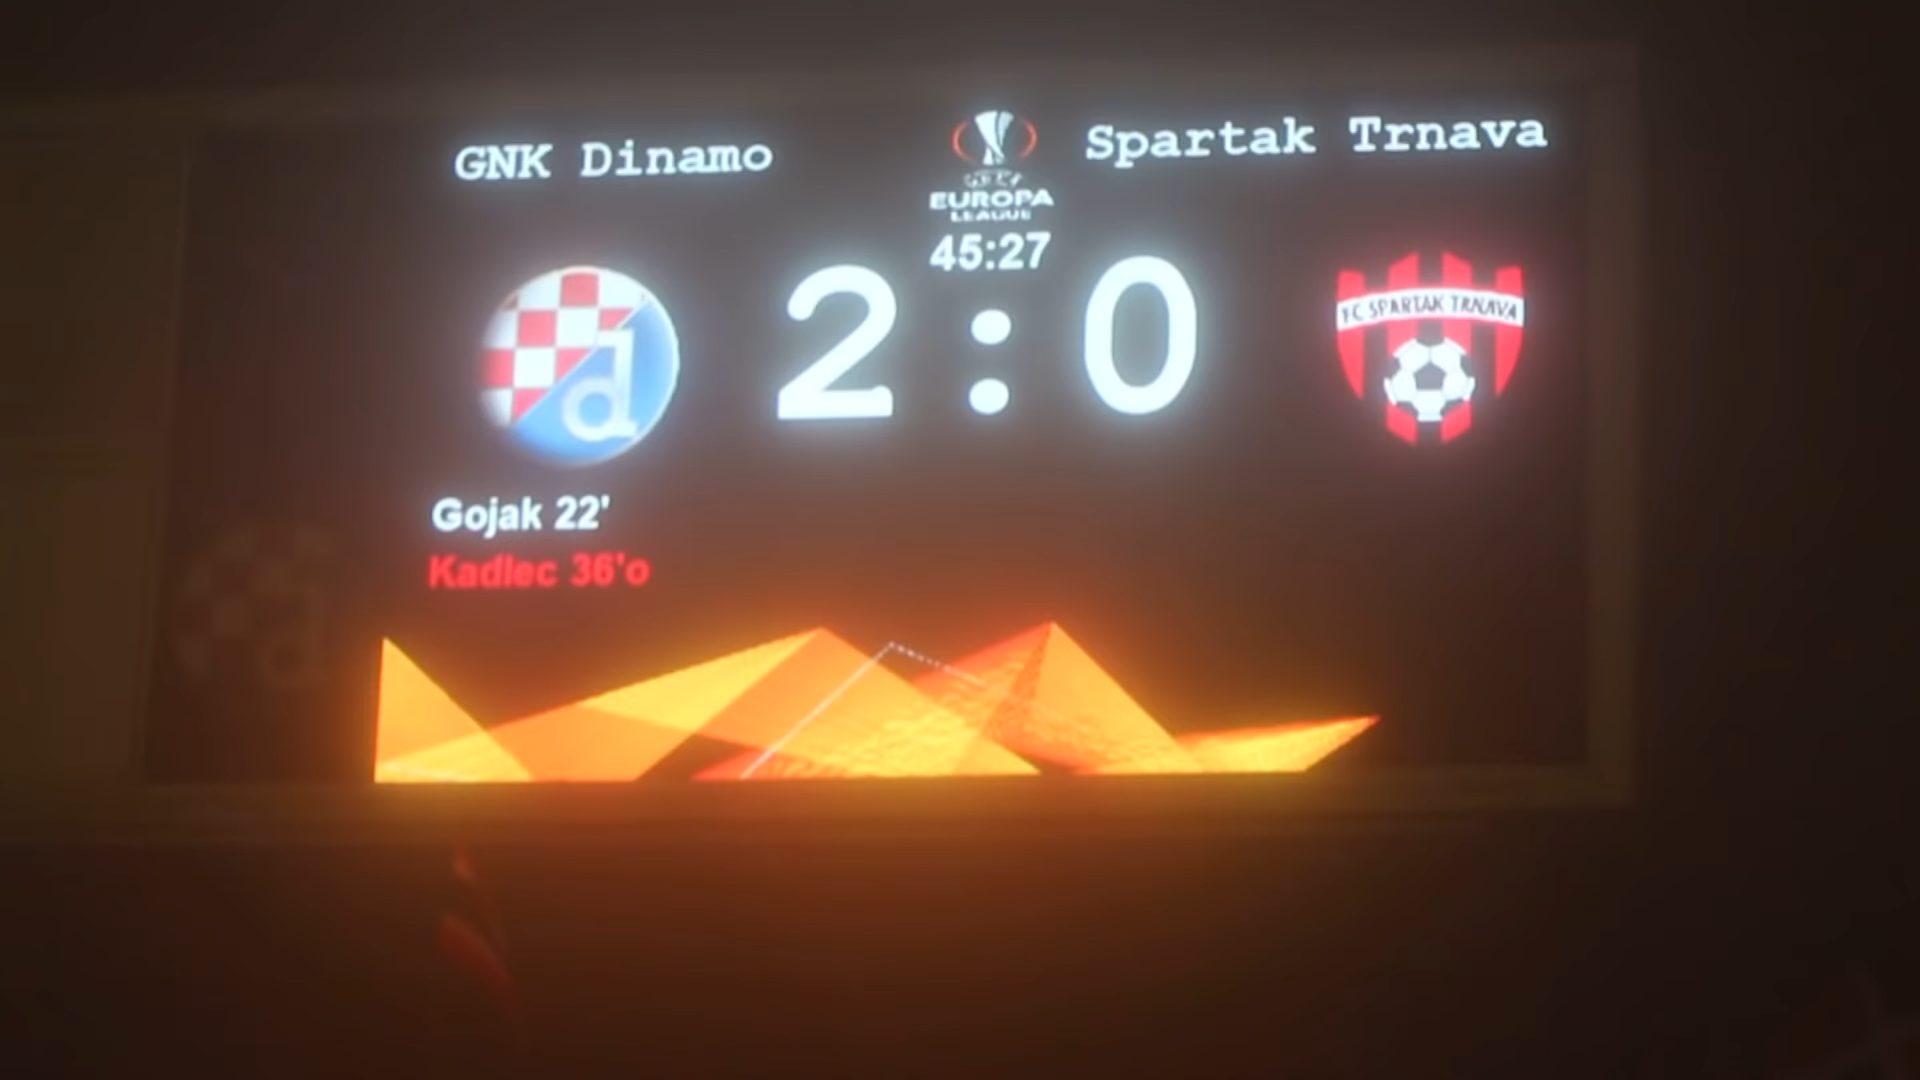 GNK Dinamo
Spartak Trnava
EUROPA
LEAGUE
45:27
2 : 0
d
FC SPARTAK TRNAVA
Gojak 22'
Kadlec 36'o